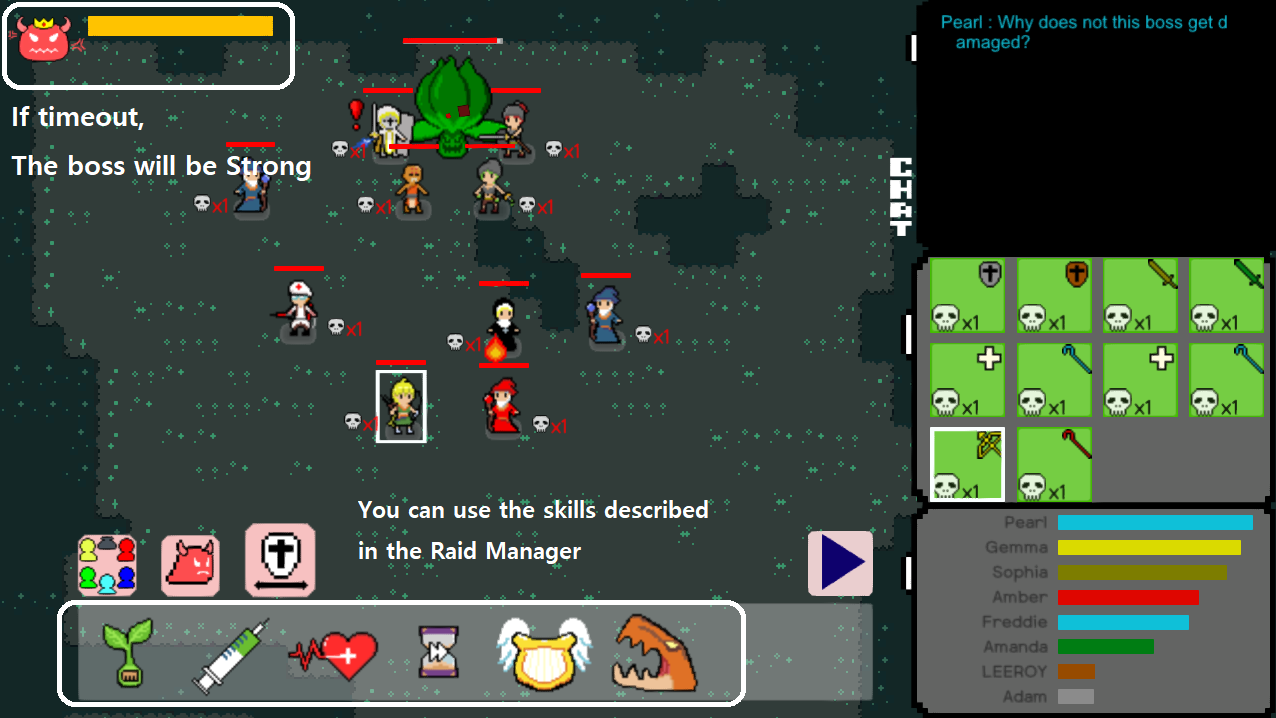 Pearl : Why does not this boss get d
amaged?
If timeout,
The boss will be Strong
x1
x1
x1
x1
x1
x1
x1
x1
x1
x1
CHAT
x1 x1 x1 x1
x1 x1 x1 x1
x1 x1
You can use the skills described
in the Raid Manager
Pearl
Gemma
Sophia
Amber
Freddie
Amanda
LEEROY
Adam